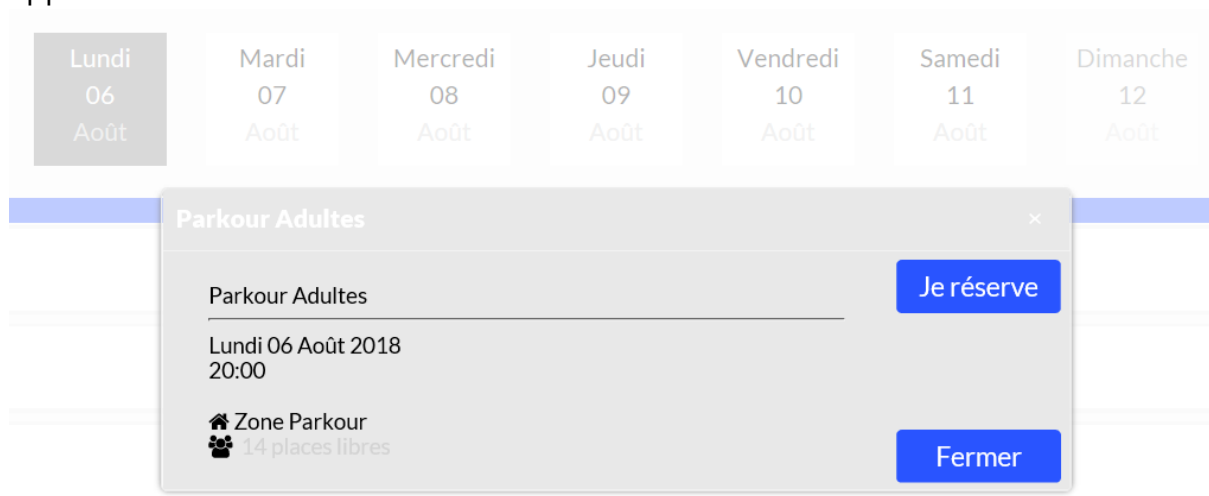 Lundi Mardi Mercredi Jeudi Vendredi Samedi Dimanche
06 07 08 09 10 11 12
Août Août Août Août Août Août Août
Parkour Adultes ×
Je réserve
Parkour Adultes
Lundi 06 Août 2018
20:00
Zone Parkour
14 places libres
Fermer